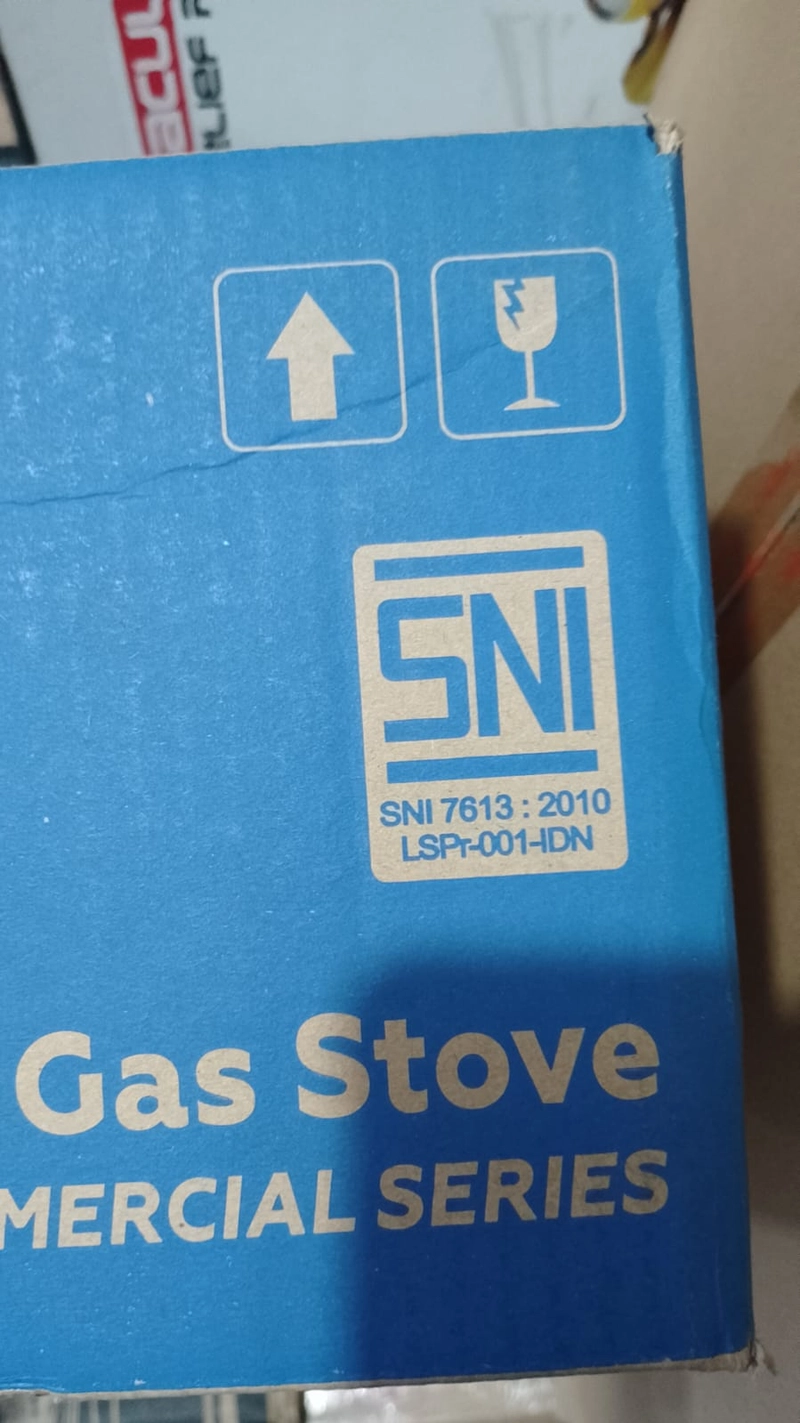 SNI
SNI 7613 : 2010
LSPr-001-IDN
Gas Stove
MERCIAL SERIES